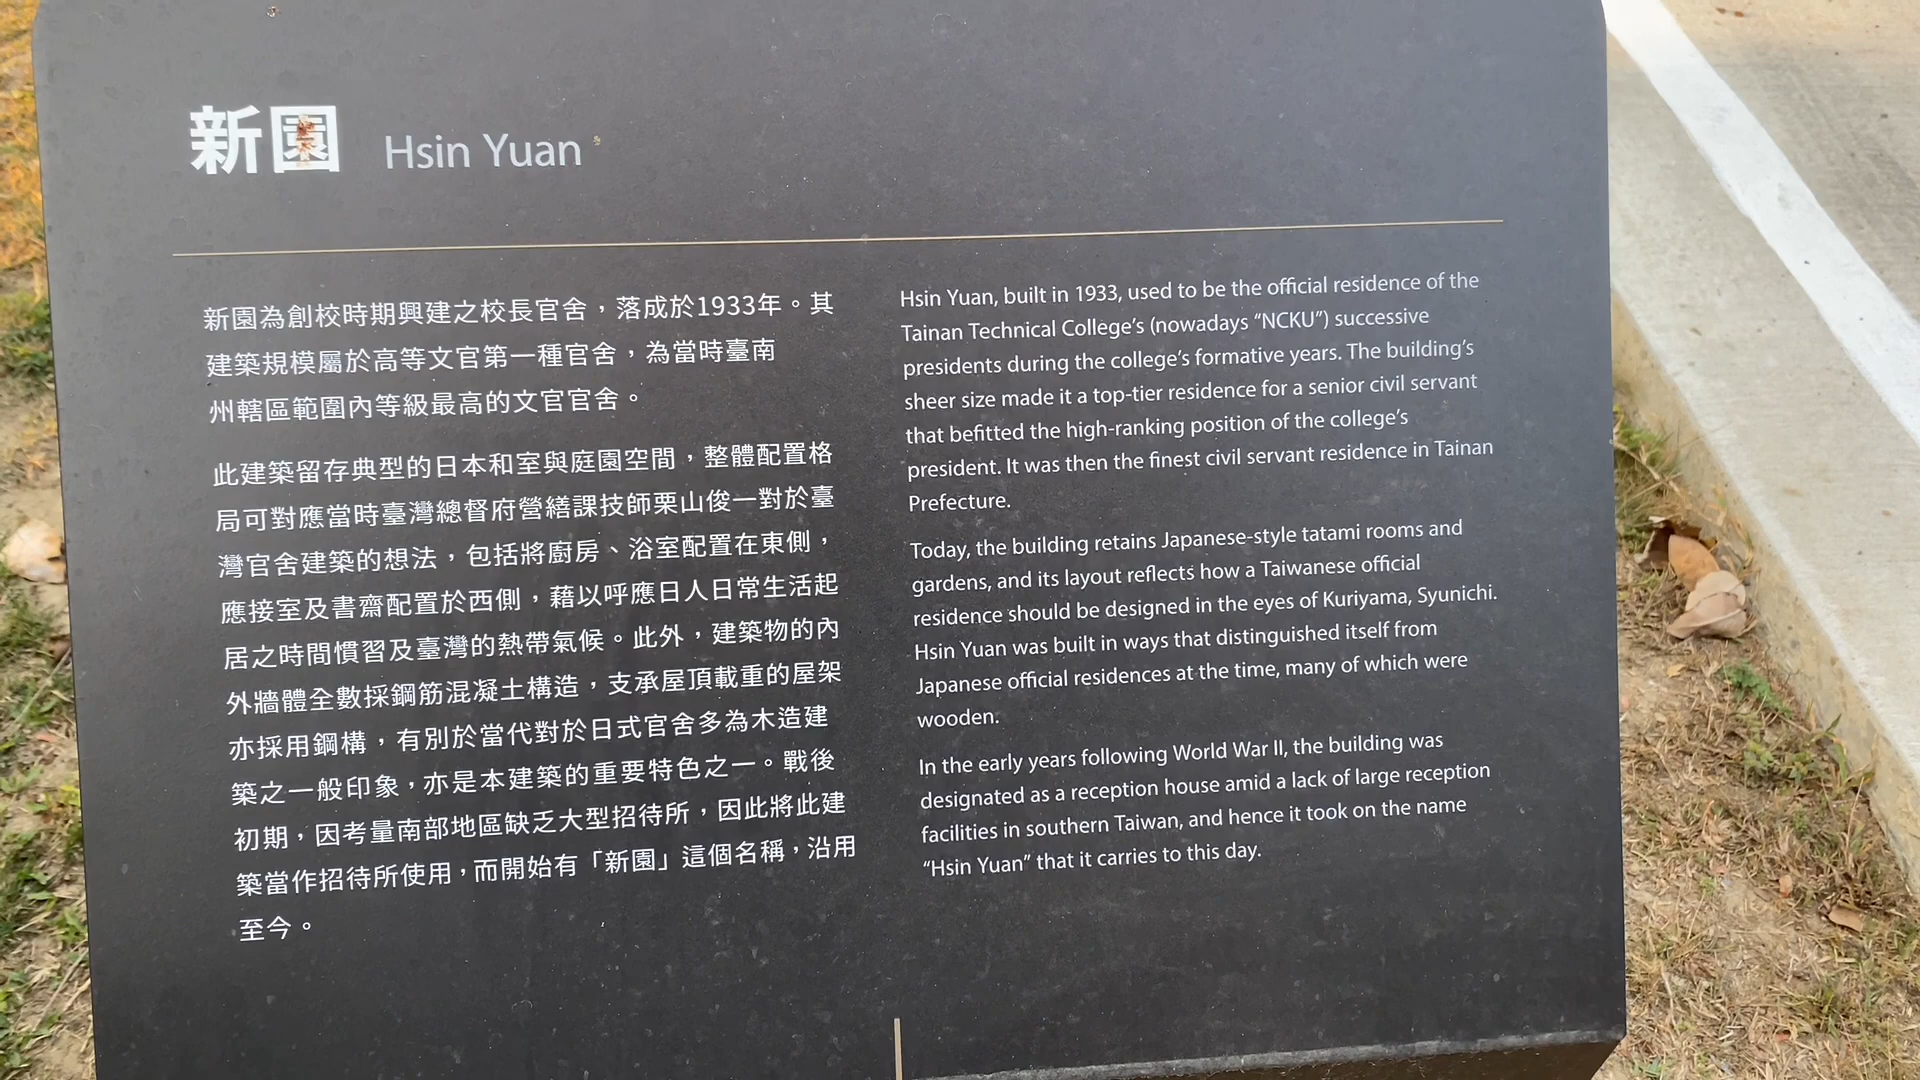 新園 Hsin Yuan
新園為創校時期興建之校長官舍，落成於1933年。其
建築規模屬於高等文官第一種官舍，為當時臺南
州轄區範圍內等級最高的文官官舍。
此建築留存典型的日本和室與庭園空間，整體配置格
局可對應當時臺灣總督府營繕課技師栗山俊一對於臺
灣官舍建築的想法，包括將廚房、浴室配置在東側，
應接室及書齋配置於西側，藉以呼應日人日常生活起
居之時間慣習及臺灣的熱帶氣候。此外，建築物的內
外牆體全數採鋼筋混凝土構造，支承屋頂載重的屋架
亦採用鋼構，有別於當代對於日式官舍多為木造建
築之一般印象，亦是本建築的重要特色之一。戰後
初期，因考量南部地區缺乏大型招待所，因此將此建
築當作招待所使用，而開始有「新園」這個名稱，沿用
至今。
Hsin Yuan, built in 1933, used to be the official residence of the
Tainan Technical College’s (nowadays “NCKU”) successive
presidents during the college’s formative years. The building’s
sheer size made it a top-tier residence for a senior civil servant
that befitted the high-ranking position of the college’s
president. It was then the finest civil servant residence in Tainan
Prefecture.
Today, the building retains Japanese-style tatami rooms and
gardens, and its layout reflects how a Taiwanese official
residence should be designed in the eyes of Kuriyama, Syunichi.
Hsin Yuan was built in ways that distinguished itself from
Japanese official residences at the time, many of which were
wooden.
In the early years following World War II, the building was
designated as a reception house amid a lack of large reception
facilities in southern Taiwan, and hence it took on the name
“Hsin Yuan” that it carries to this day.